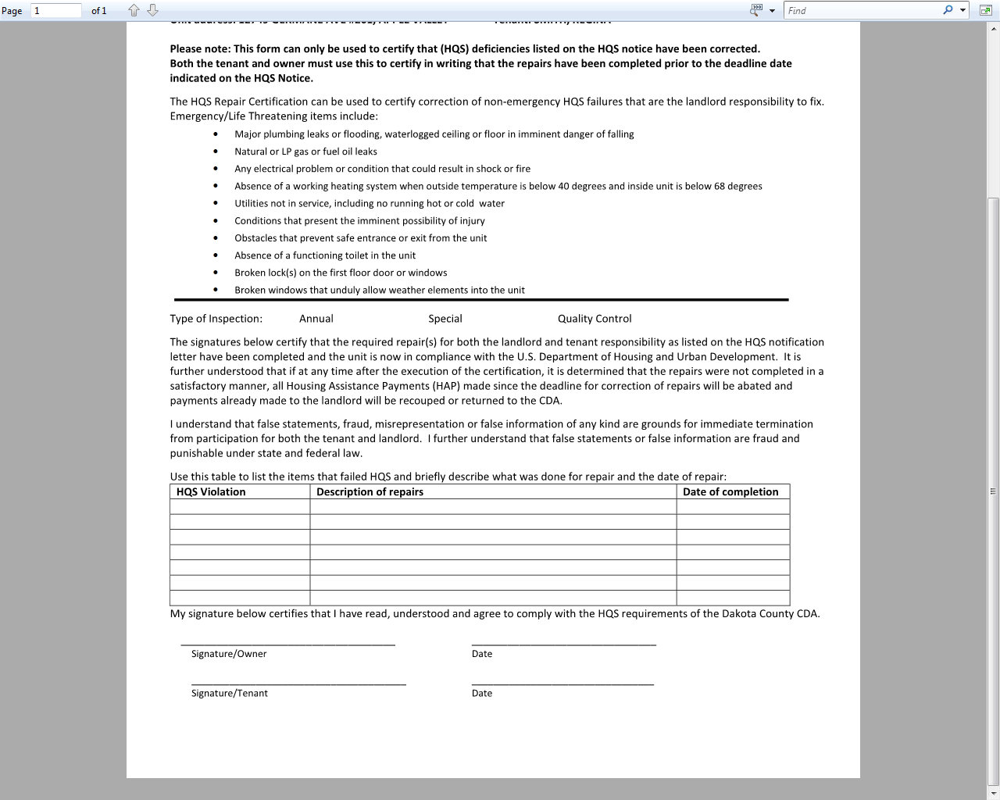 Page 1 of 1 Find
Please note: This form can only be used to certify that (HQS) deficiencies listed on the HQS notice have been corrected.
Both the tenant and owner must use this to certify in writing that the repairs have been completed prior to the deadline date
indicated on the HQS Notice.
The HQS Repair Certification can be used to certify correction of non-emergency HQS failures that are the landlord responsibility to fix.
Emergency/Life Threatening items include:
• Major plumbing leaks or flooding, waterlogged ceiling or floor in imminent danger of falling
• Natural or LP gas or fuel oil leaks
• Any electrical problem or condition that could result in shock or fire
• Absence of a working heating system when outside temperature is below 40 degrees and inside unit is below 68 degrees
• Utilities not in service, including no running hot or cold  water
• Conditions that present the imminent possibility of injury
• Obstacles that prevent safe entrance or exit from the unit
• Absence of a functioning toilet in the unit
• Broken lock(s) on the first floor door or windows
• Broken windows that unduly allow weather elements into the unit
Type of Inspection: Annual Special Quality Control
The signatures below certify that the required repair(s) for both the landlord and tenant responsibility as listed on the HQS notification
letter have been completed and the unit is now in compliance with the U.S. Department of Housing and Urban Development.  It is
further understood that if at any time after the execution of the certification, it is determined that the repairs were not completed in a
satisfactory manner, all Housing Assistance Payments (HAP) made since the deadline for correction of repairs will be abated and
payments already made to the landlord will be recouped or returned to the CDA.
I understand that false statements, fraud, misrepresentation or false information of any kind are grounds for immediate termination
from participation for both the tenant and landlord.  I further understand that false statements or false information are fraud and
punishable under state and federal law.
Use this table to list the items that failed HQS and briefly describe what was done for repair and the date of repair:
HQS Violation Description of repairs Date of completion
My signature below certifies that I have read, understood and agree to comply with the HQS requirements of the Dakota County CDA.
Signature/Owner Date
Signature/Tenant Date